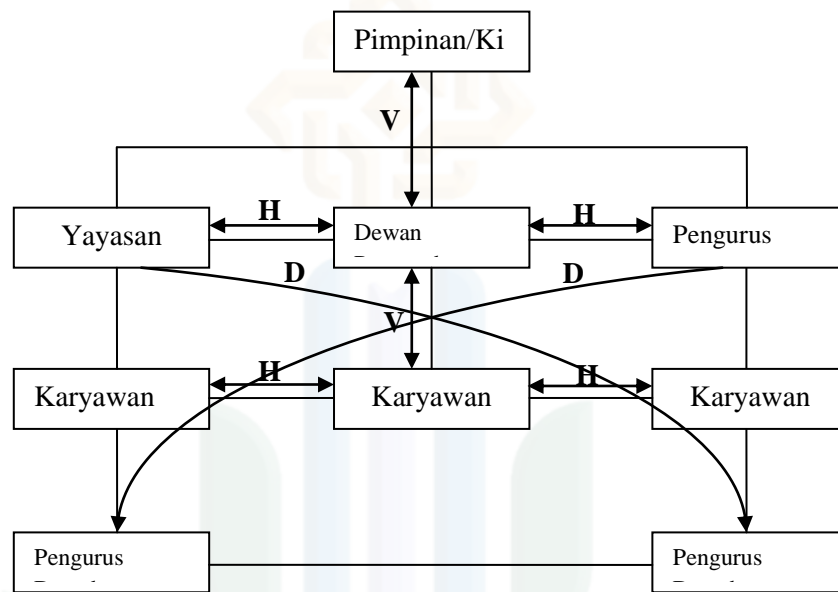 Pimpinan/Ki
V
H
H
Yayasan
Dewan
Pengurus
D
D
V
H
H
Karyawan
Karyawan
Karyawan
Pengurus
Pengurus